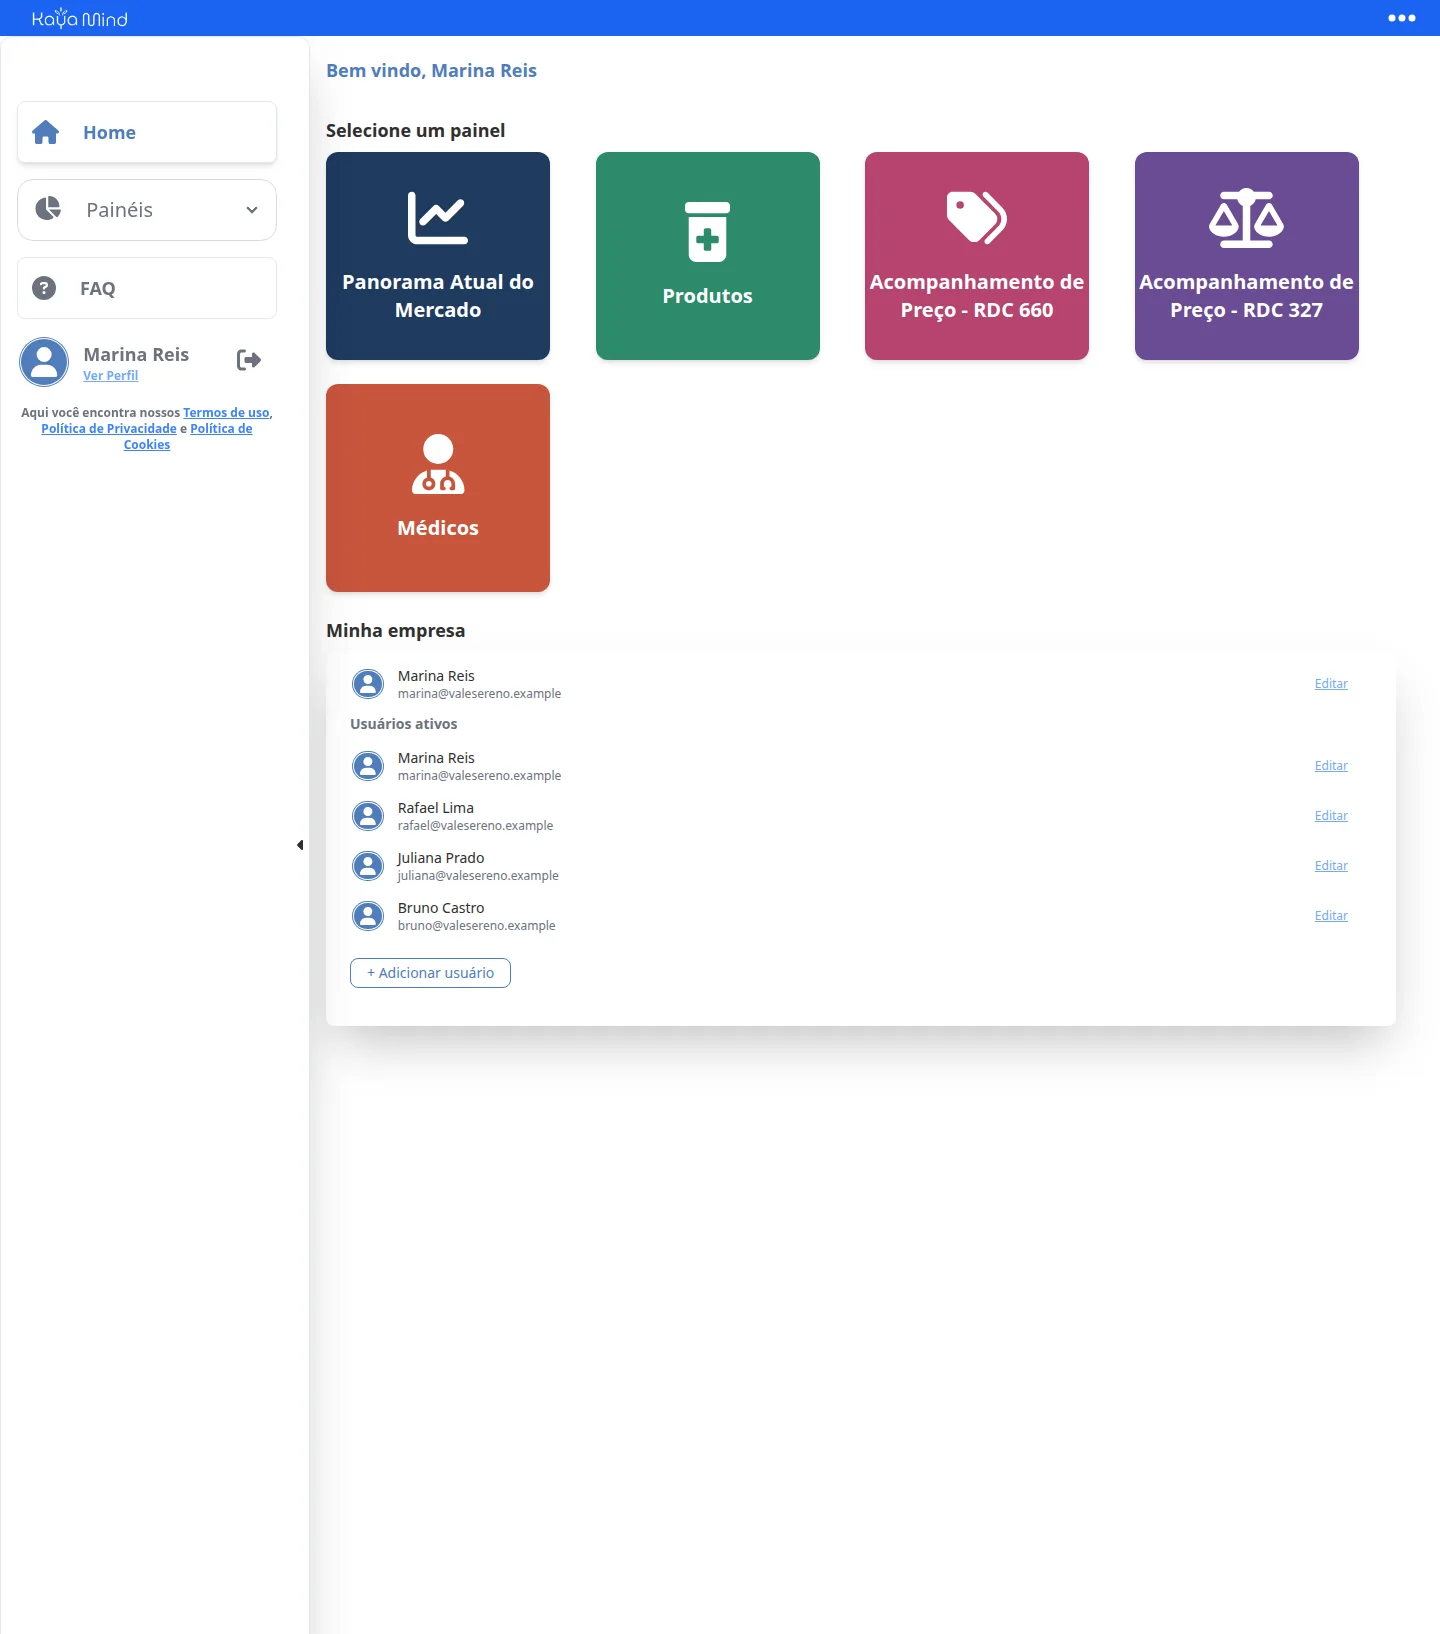 Kaya Mind
Home
Painéis
FAQ
Marina Reis
Ver Perfil
Aqui você encontra nossos Termos de uso,
Política de Privacidade e Política de
Cookies
Bem vindo, Marina Reis
Selecione um painel
Panorama Atual do
Mercado
Produtos
Acompanhamento de
Preço - RDC 660
Acompanhamento de
Preço - RDC 327
Médicos
Minha empresa
Marina Reis
marina@valesereno.example
Editar
Usuários ativos
Marina Reis
marina@valesereno.example
Editar
Rafael Lima
rafael@valesereno.example
Editar
Juliana Prado
juliana@valesereno.example
Editar
Bruno Castro
bruno@valesereno.example
Editar
+ Adicionar usuário